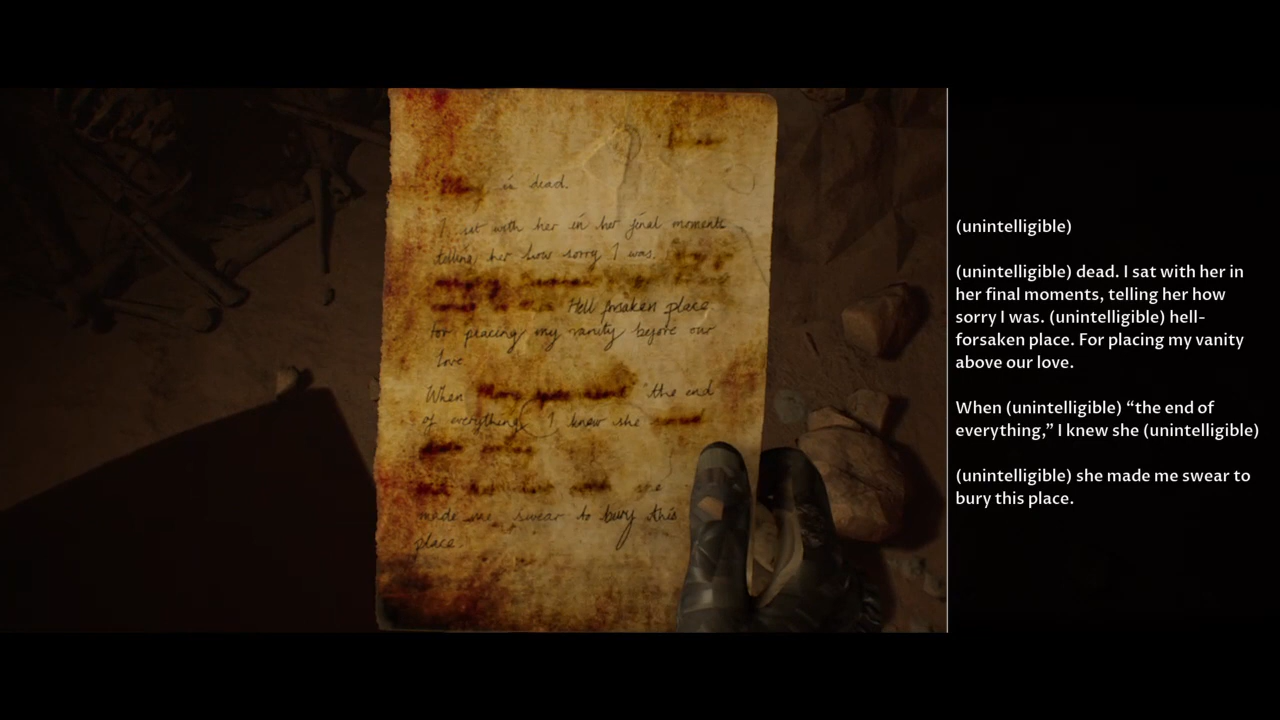 is dead.
I sat with her in her final moments
telling her how sorry I was.
Hell forsaken place.
for placing my vanity before our
love.
When "the end
of everything" I knew she
she
made me swear to bury this
place.
(unintelligible)
(unintelligible) dead. I sat with her in
her final moments, telling her how
sorry I was. (unintelligible) hell-
forsaken place. For placing my vanity
above our love.
When (unintelligible) “the end of
everything,” I knew she (unintelligible)
(unintelligible) she made me swear to
bury this place.